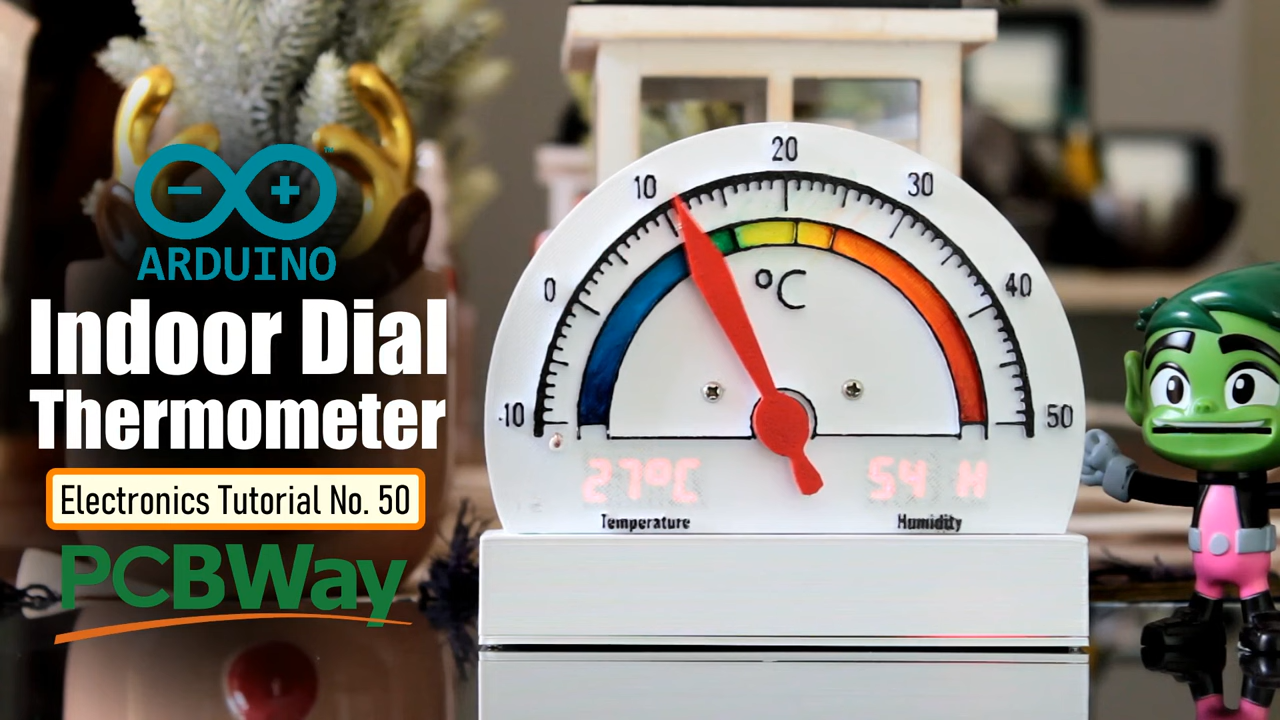 ARDUINO
™
Indoor Dial
Thermometer
Electronics Tutorial No. 50
PCBWay
20
10
30
0
40
-10
50
°C
27°C
54 H
Temperature
Humidity